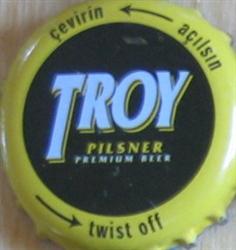 çevirin açılsın
TROY
PILSNER
PREMIUM BEER
twist off